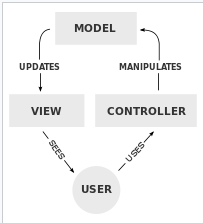 MODEL
UPDATES
MANIPULATES
VIEW
CONTROLLER
SEES
USES
USER